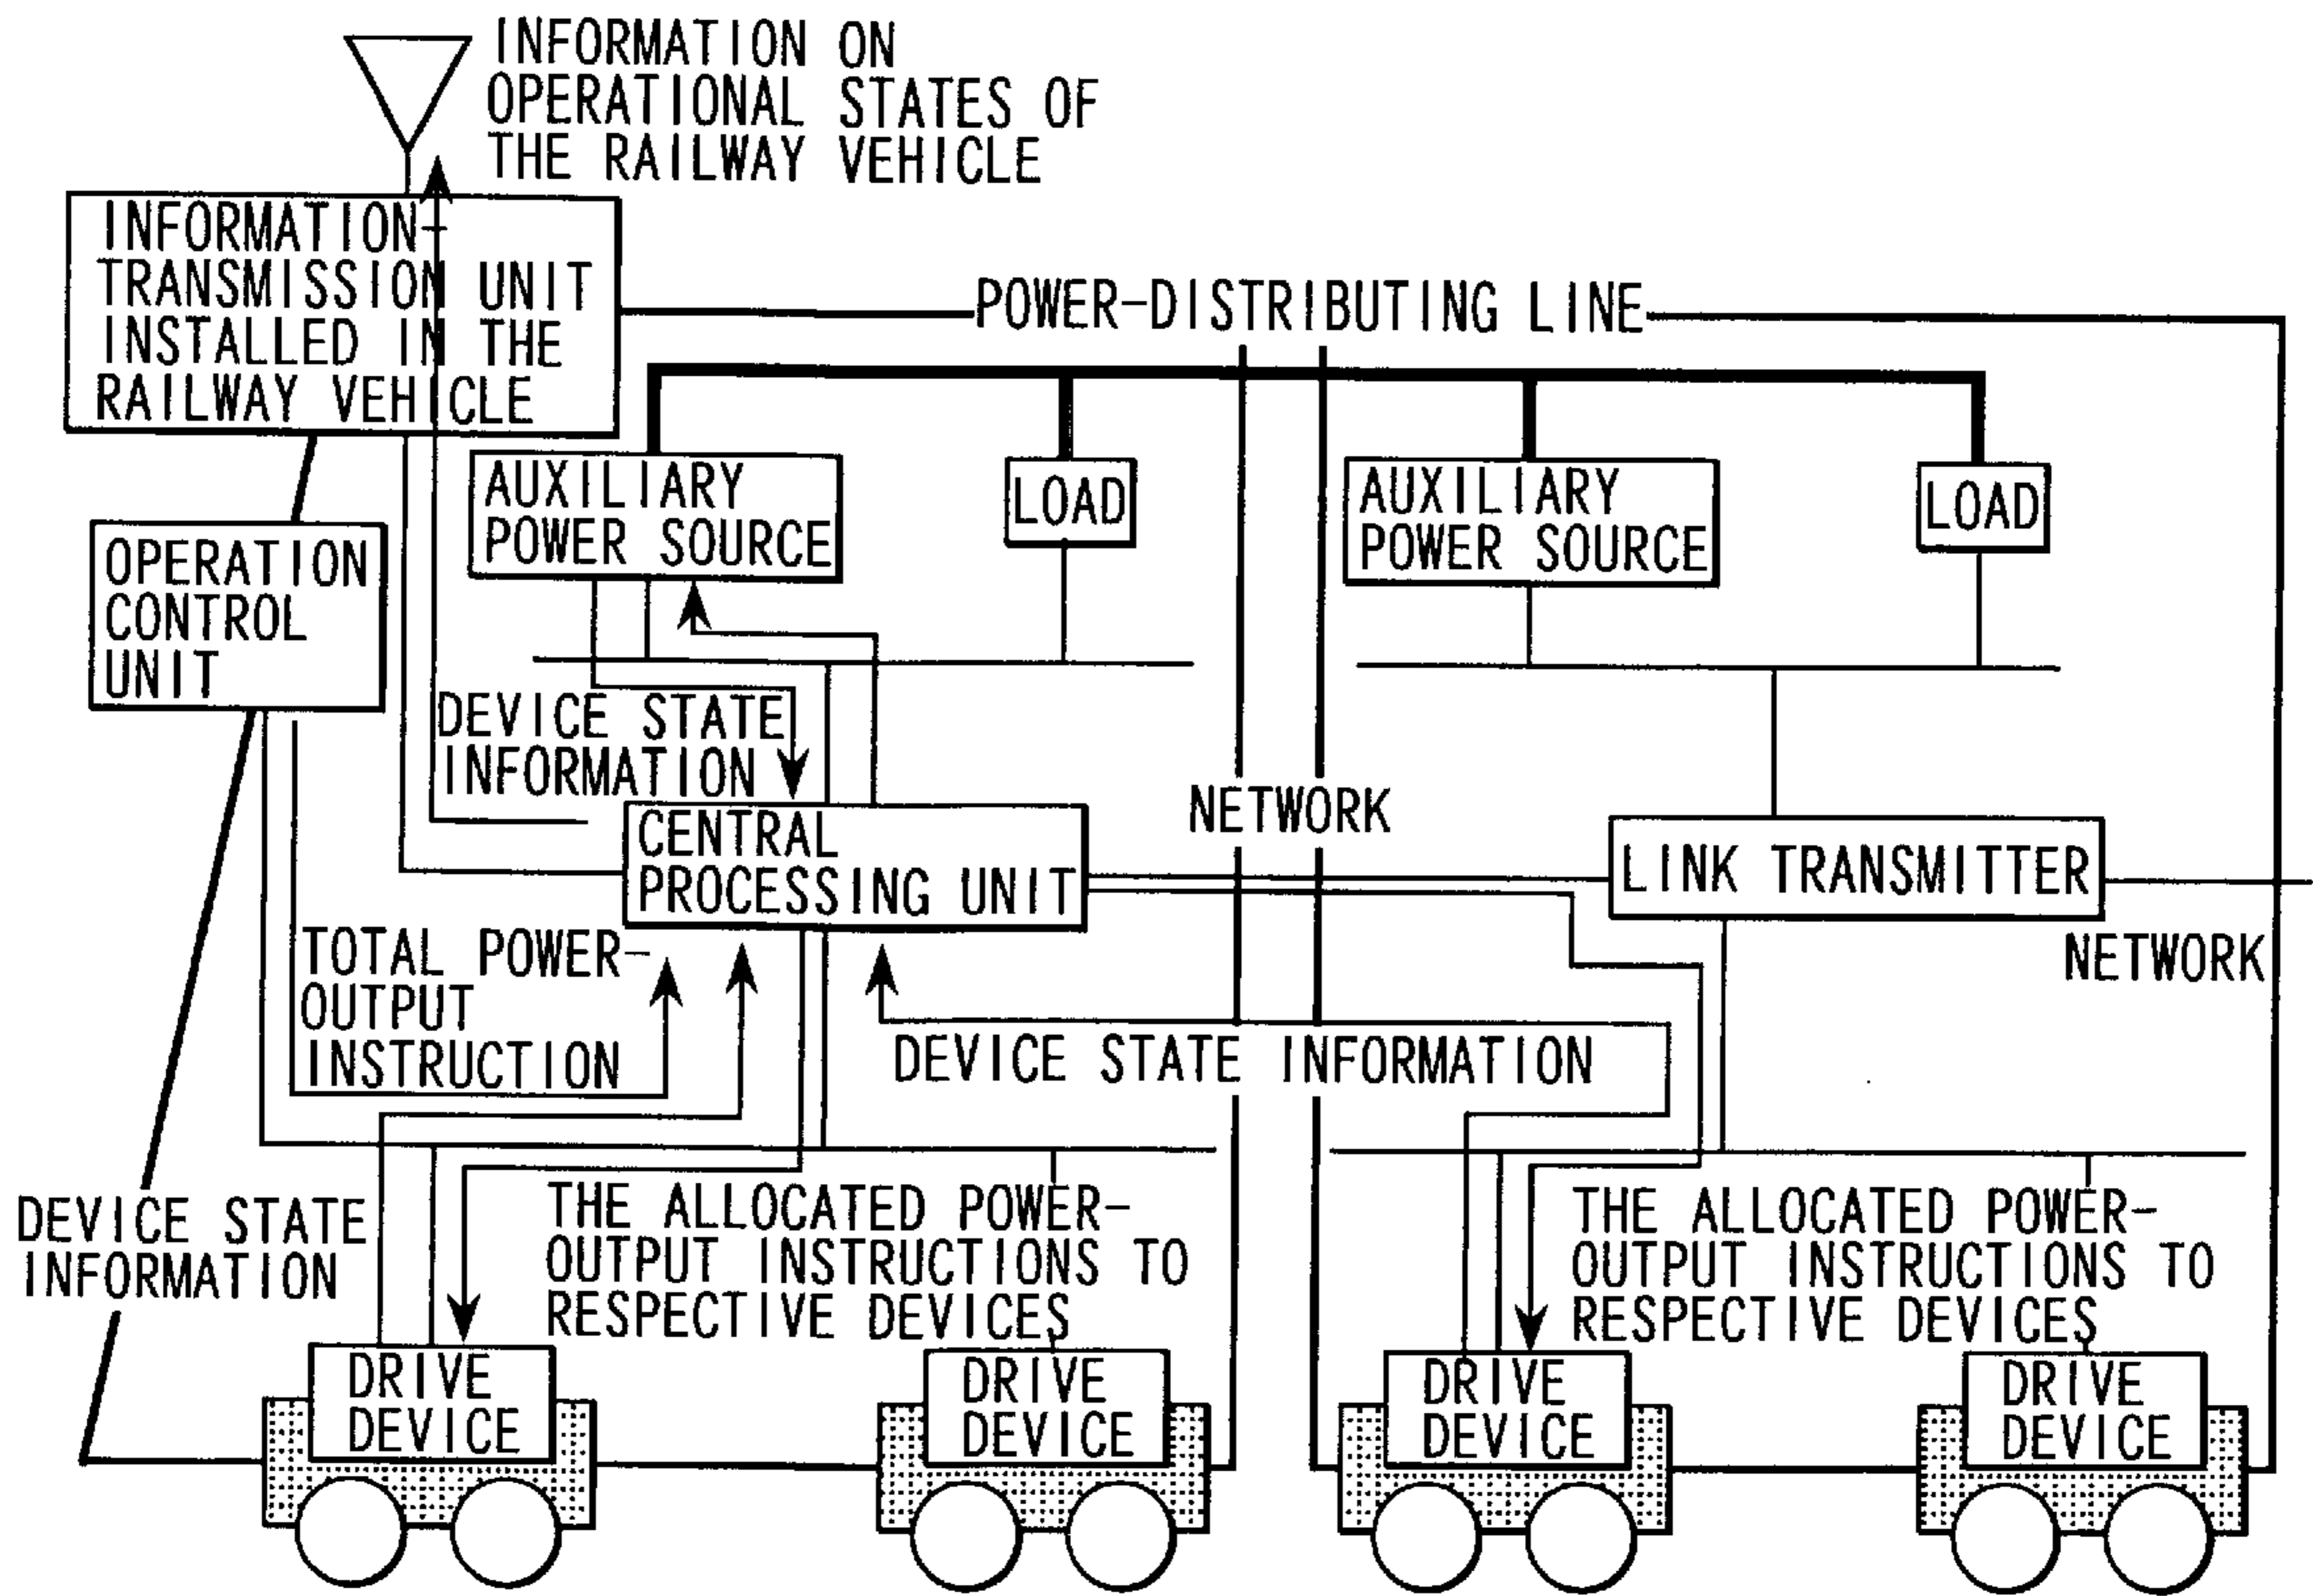 INFORMATION ON
OPERATIONAL STATES OF
THE RAILWAY VEHICLE
INFORMATION-
TRANSMISSION UNIT
INSTALLED IN THE
RAILWAY VEHICLE
POWER-DISTRIBUTING LINE
AUXILIARY
POWER SOURCE
LOAD
AUXILIARY
POWER SOURCE
LOAD
OPERATION
CONTROL
UNIT
DEVICE STATE
INFORMATION
NETWORK
CENTRAL
PROCESSING UNIT
LINK TRANSMITTER
NETWORK
TOTAL POWER-
OUTPUT
INSTRUCTION
DEVICE STATE INFORMATION
DEVICE STATE
INFORMATION
THE ALLOCATED POWER-
OUTPUT INSTRUCTIONS TO
RESPECTIVE DEVICES
THE ALLOCATED POWER-
OUTPUT INSTRUCTIONS TO
RESPECTIVE DEVICES
DRIVE
DEVICE
DRIVE
DEVICE
DRIVE
DEVICE
DRIVE
DEVICE